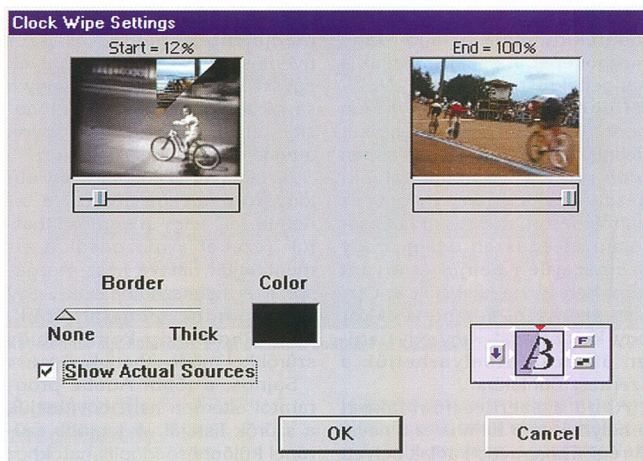 Clock Wipe Settings
Start = 12%
End = 100%
Border
Color
None
Thick
Show Actual Sources
B
F
OK
Cancel